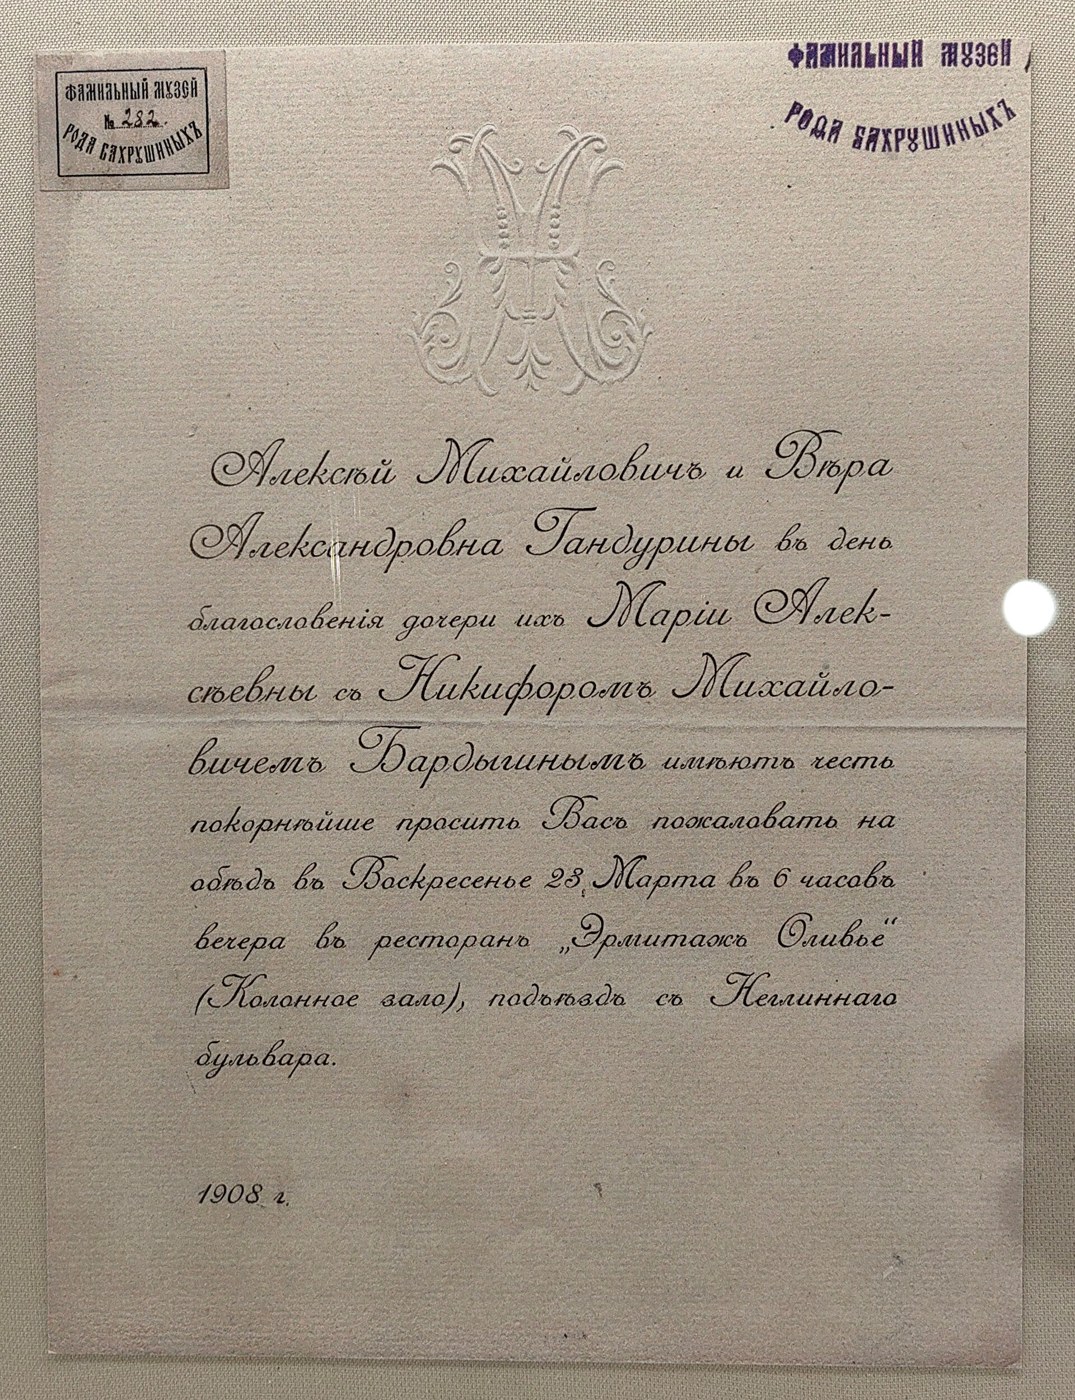 ФАМИЛЬНЫЙ МУЗЕЙ
№ 282.
РОДА БАХРУШИНЫХЪ
ФАМИЛЬНЫЙ МУЗЕЙ
РОДА БАХРУШИНЫХЪ
Алексѣй Михайловичъ и Вѣра
Александровна Гандурины въ день
благословенія дочери ихъ Маріи Алек-
сѣевны съ Никифоромъ Михайло-
вичемъ Бардыгинымъ имѣютъ честь
покорнѣйше просить Васъ пожаловать на
обѣдъ въ Воскресенье 23 Марта въ 6 часовъ
вечера въ ресторанъ „Эрмитажъ Оливье“
(Колонное зало), подъѣздъ съ Неглиннаго
бульвара.
1908 г.